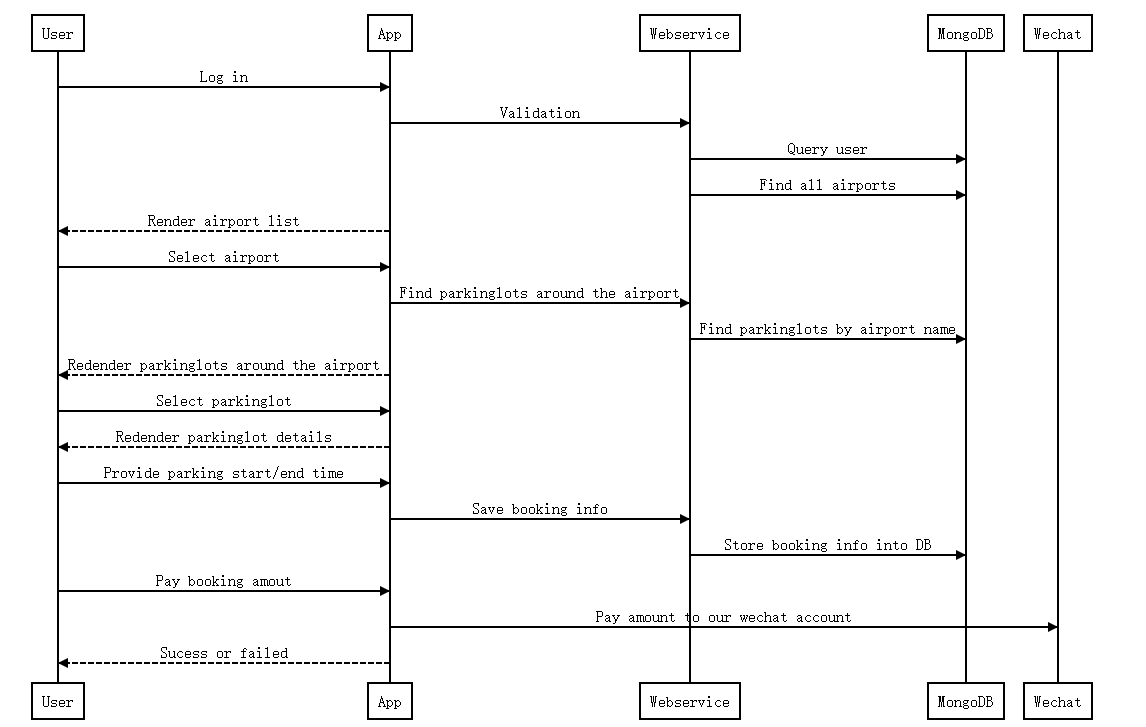 User App Webservice MongoDB Wechat
Log in
Validation
Query user
Find all airports
Render airport list
Select airport
Find parkinglots around the airport
Find parkinglots by airport name
Redender parkinglots around the airport
Select parkinglot
Redender parkinglot details
Provide parking start/end time
Save booking info
Store booking info into DB
Pay booking amout
Pay amount to our wechat account
Sucess or failed
User App Webservice MongoDB Wechat